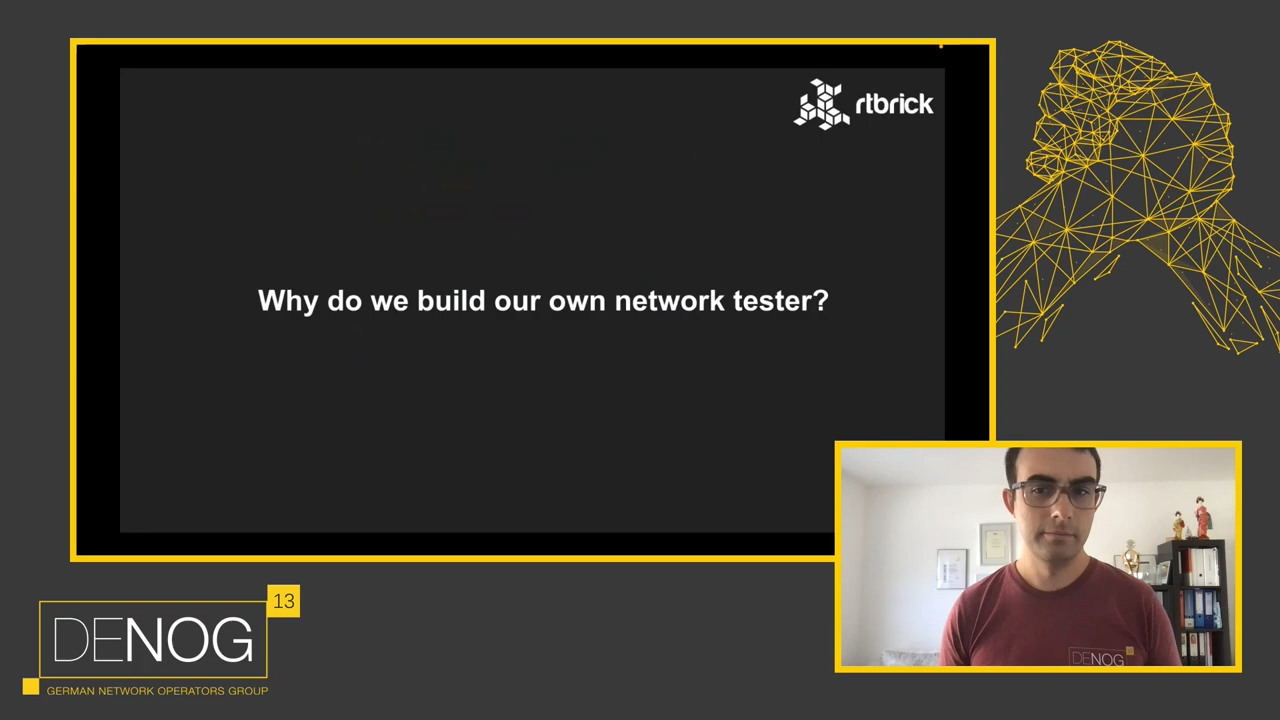 rtbrick
Why do we build our own network tester?
13
DENOG
GERMAN NETWORK OPERATORS GROUP
DENOG